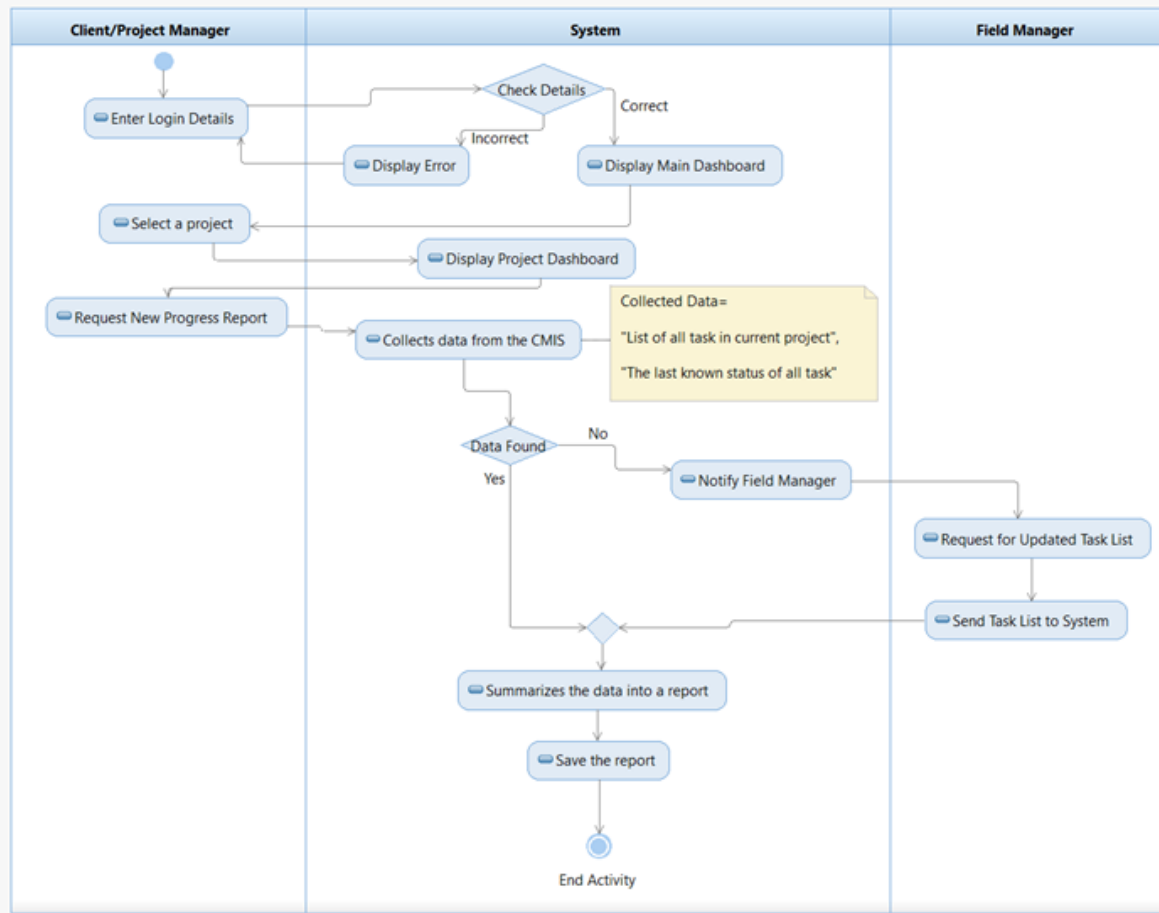 Client/Project Manager
System
Field Manager
Check Details
Correct
Enter Login Details
Incorrect
Display Error
Display Main Dashboard
Select a project
Display Project Dashboard
Collected Data=
Request New Progress Report
"List of all task in current project",
Collects data from the CMIS
"The last known status of all task"
No
Data Found
Yes
Notify Field Manager
Request for Updated Task List
Send Task List to System
Summarizes the data into a report
Save the report
End Activity